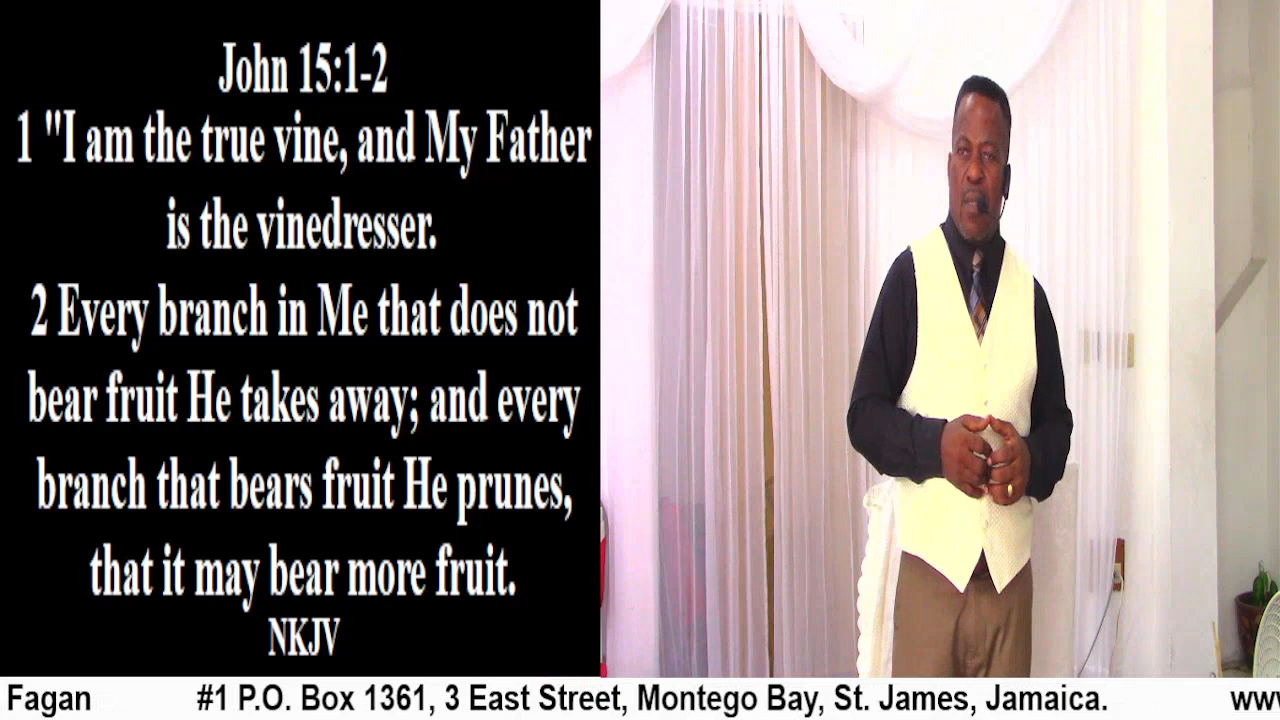 John 15:1-2
1 "I am the true vine, and My Father
is the vinedresser.
2 Every branch in Me that does not
bear fruit He takes away; and every
branch that bears fruit He prunes,
that it may bear more fruit.
NKJV
Fagan #1 P.O. Box 1361, 3 East Street, Montego Bay, St. James, Jamaica. www